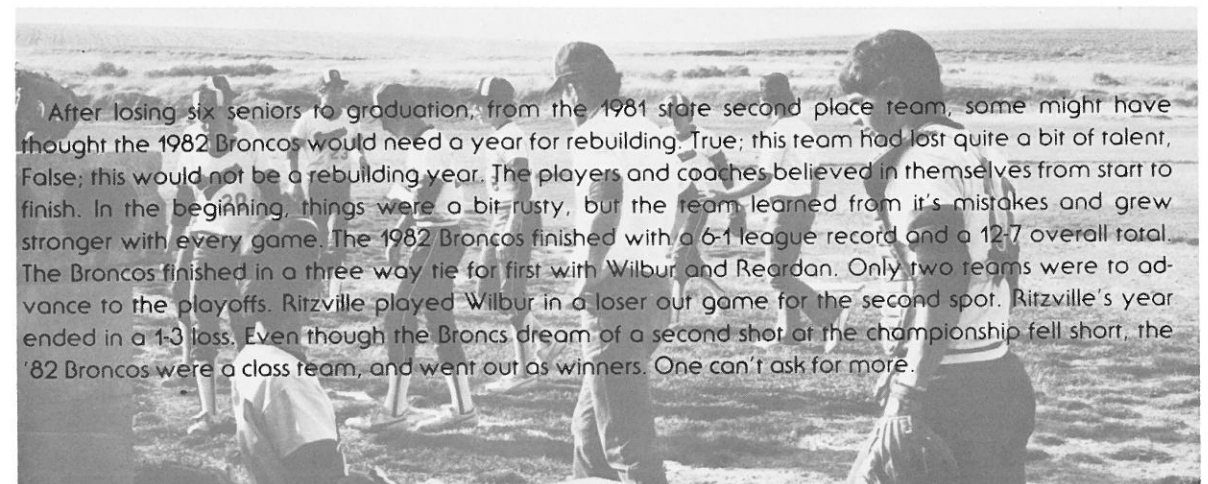 After losing six seniors to graduation, from the 1981 state second place team, some might have
thought the 1982 Broncos would need a year for rebuilding. True; this team had lost quite a bit of talent,
False; this would not be a rebuilding year. The players and coaches believed in themselves from start to
finish. In the beginning, things were a bit rusty, but the team learned from it's mistakes and grew
stronger with every game. The 1982 Broncos finished with a 6-1 league record and a 12-7 overall total.
The Broncos finished in a three way tie for first with Wilbur and Reardan. Only two teams were to ad-
vance to the playoffs. Ritzville played Wilbur in a loser out game for the second spot. Ritzville's year
ended in a 1-3 loss. Even though the Broncs dream of a second shot at the championship fell short, the
'82 Broncos were a class team, and went out as winners. One can't ask for more.